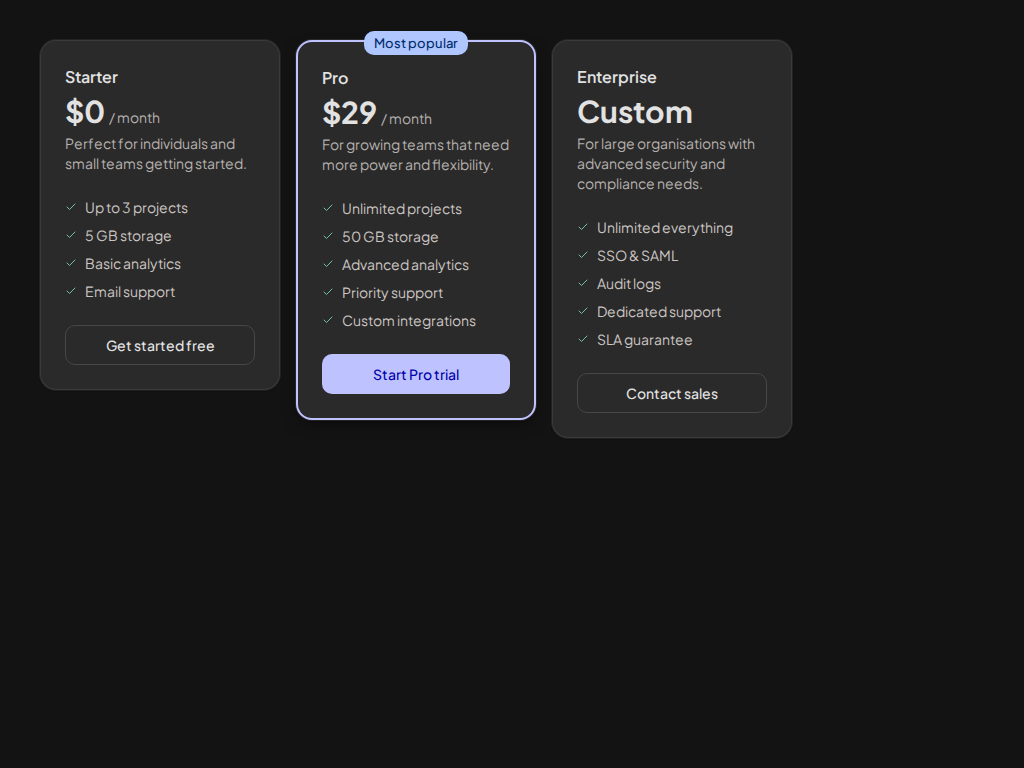 Starter
$0 / month
Perfect for individuals and
small teams getting started.
Up to 3 projects
5 GB storage
Basic analytics
Email support
Get started free
Most popular
Pro
$29 / month
For growing teams that need
more power and flexibility.
Unlimited projects
50 GB storage
Advanced analytics
Priority support
Custom integrations
Start Pro trial
Enterprise
Custom
For large organisations with
advanced security and
compliance needs.
Unlimited everything
SSO & SAML
Audit logs
Dedicated support
SLA guarantee
Contact sales